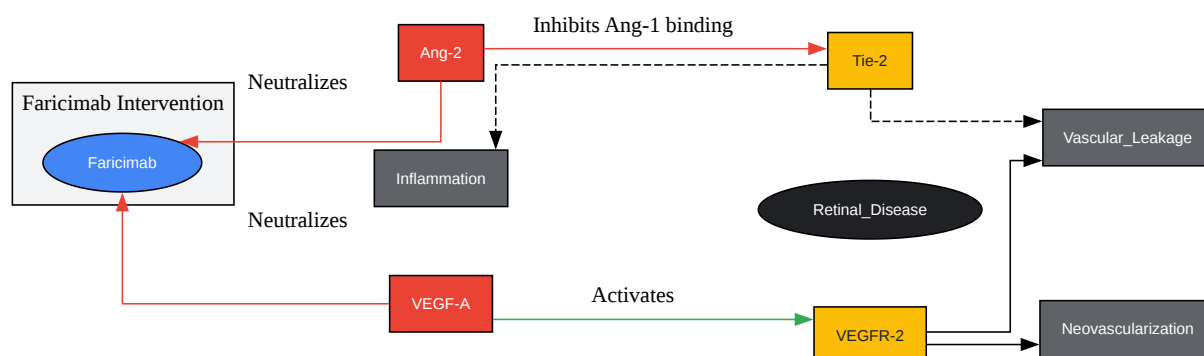 Inhibits Ang-1 binding
Ang-2
Tie-2
Neutralizes
Faricimab Intervention
Faricimab
Vascular_Leakage
Inflammation
Retinal_Disease
Neutralizes
Activates
VEGF-A
VEGFR-2
Neovascularization